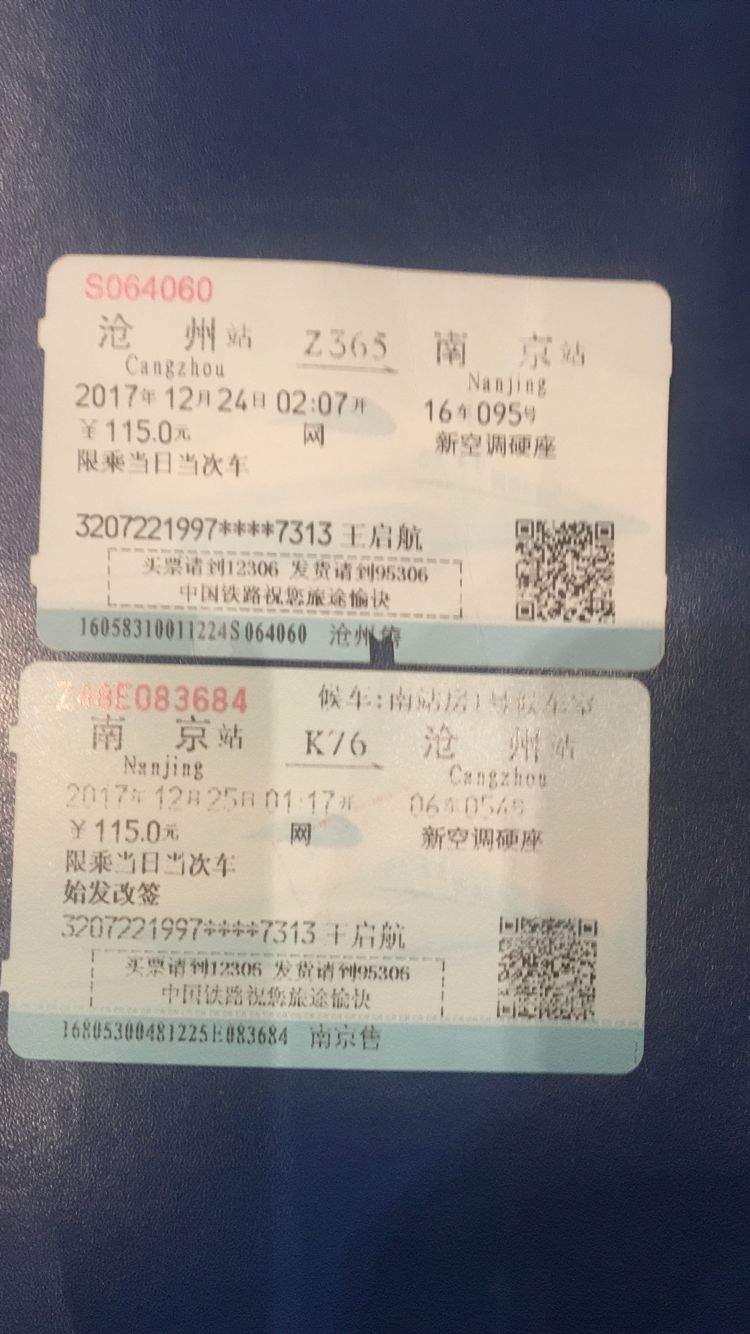 S064060
沧州站 Z365 南京站
Cangzhou Nanjing
2017年12月24日02:07开 16车095号
￥115.0元 网 新空调硬座
限乘当日当次车
3207221997****7313 王启航
买票请到12306 发货请到95306
中国铁路祝您旅途愉快
16058310011224S064060 沧州售
Z48E083684 候车:南站房1号候车室
南京站 K76 沧州站
Nanjing Cangzhou
2017年12月25日01:17开 06车054号
￥115.0元 网 新空调硬座
限乘当日当次车
始发改签
3207221997****7313 王启航
买票请到12306 发货请到95306
中国铁路祝您旅途愉快
16805300481225E083684 南京售